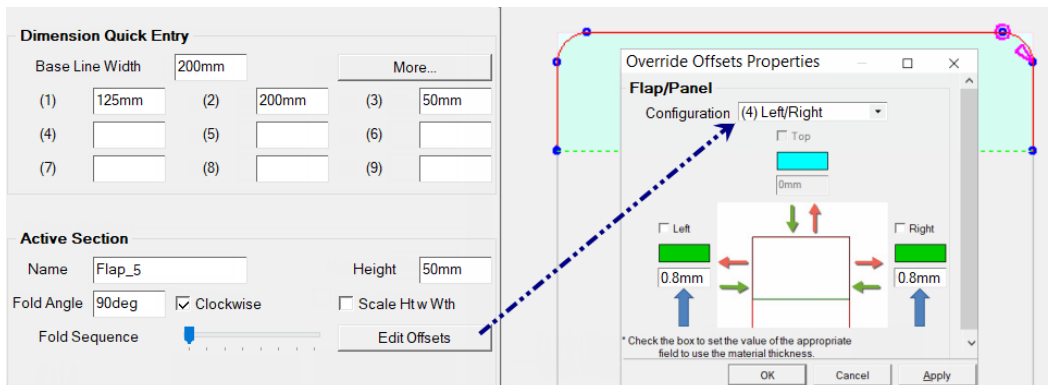 Dimension Quick Entry
Base Line Width 200mm More...
(1) 125mm (2) 200mm (3) 50mm
(4) (5) (6)
(7) (8) (9)
Active Section
Name Flap_5 Height 50mm
Fold Angle 90deg Clockwise Scale Ht w Wth
Fold Sequence Edit Offsets
Override Offsets Properties
Flap/Panel
Configuration (4) Left/Right
Top
0mm
Left Right
0.8mm 0.8mm
* Check the box to set the value of the appropriate
field to use the material thickness.
OK Cancel Apply